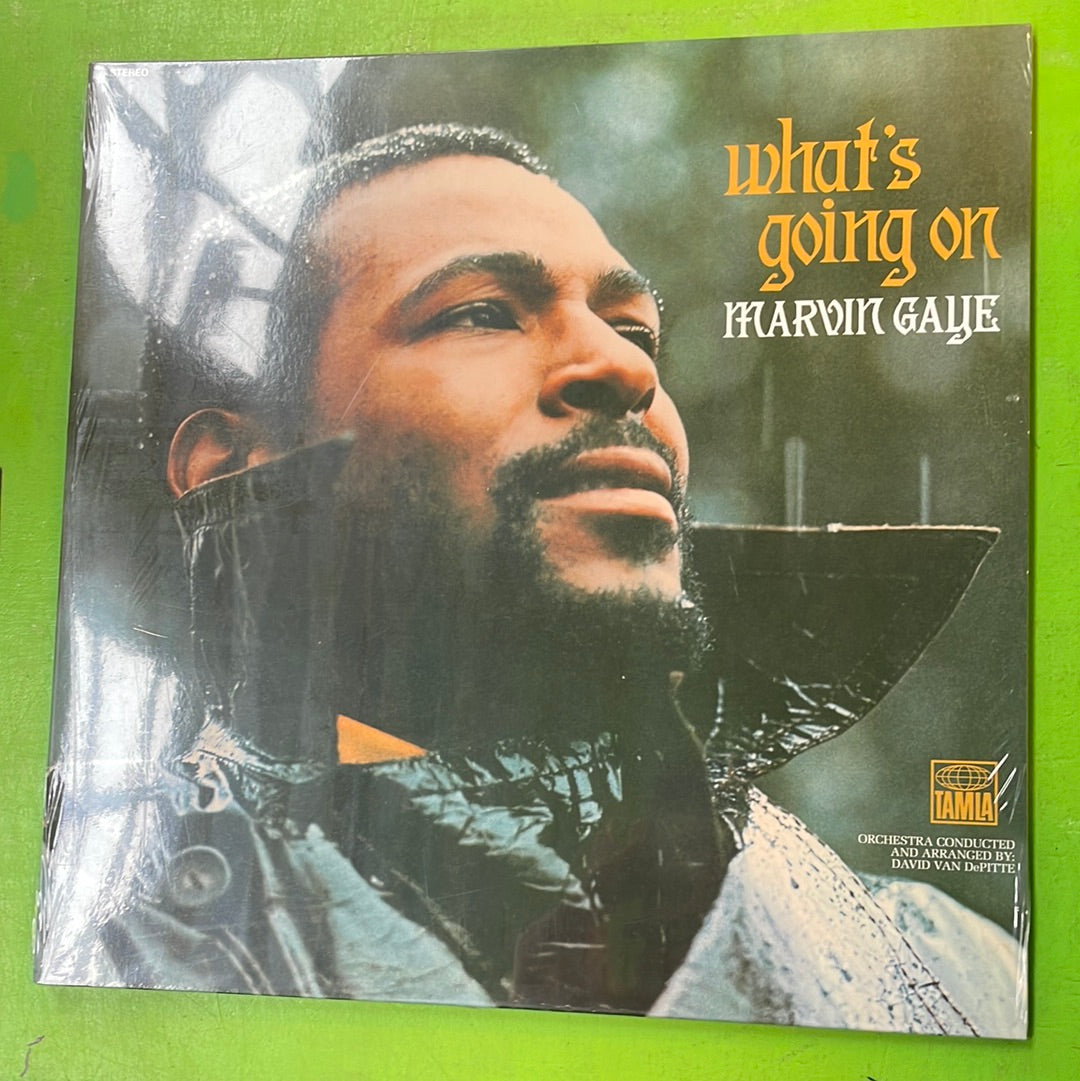 STEREO
what's
going on
MARVIN GAYE
TAMLA
ORCHESTRA CONDUCTED
AND ARRANGED BY:
DAVID VAN DePITTE